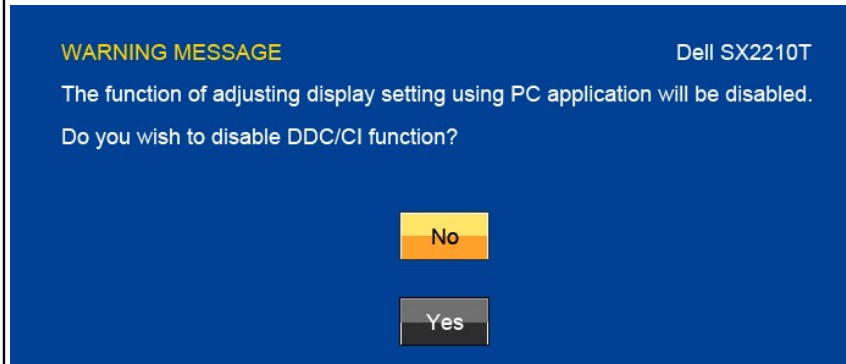 WARNING MESSAGE Dell SX2210T
The function of adjusting display setting using PC application will be disabled.
Do you wish to disable DDC/CI function?
No
Yes